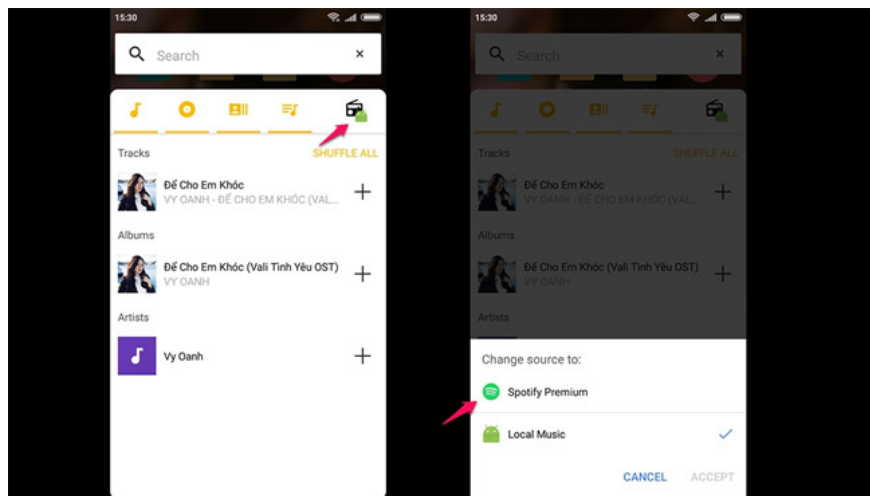 15:30
Search
Tracks
SHUFFLE ALL
Để Cho Em Khóc
VY OANH - ĐỂ CHO EM KHÓC (VAL...
Albums
Để Cho Em Khóc (Vali Tình Yêu OST)
VY OANH
Artists
Vy Oanh
15:30
Search
Tracks
SHUFFLE ALL
Để Cho Em Khóc
VY OANH - ĐỂ CHO EM KHÓC (VAL...
Albums
Để Cho Em Khóc (Vali Tình Yêu OST)
VY OANH
Artists
Change source to:
Spotify Premium
Local Music
CANCEL
ACCEPT